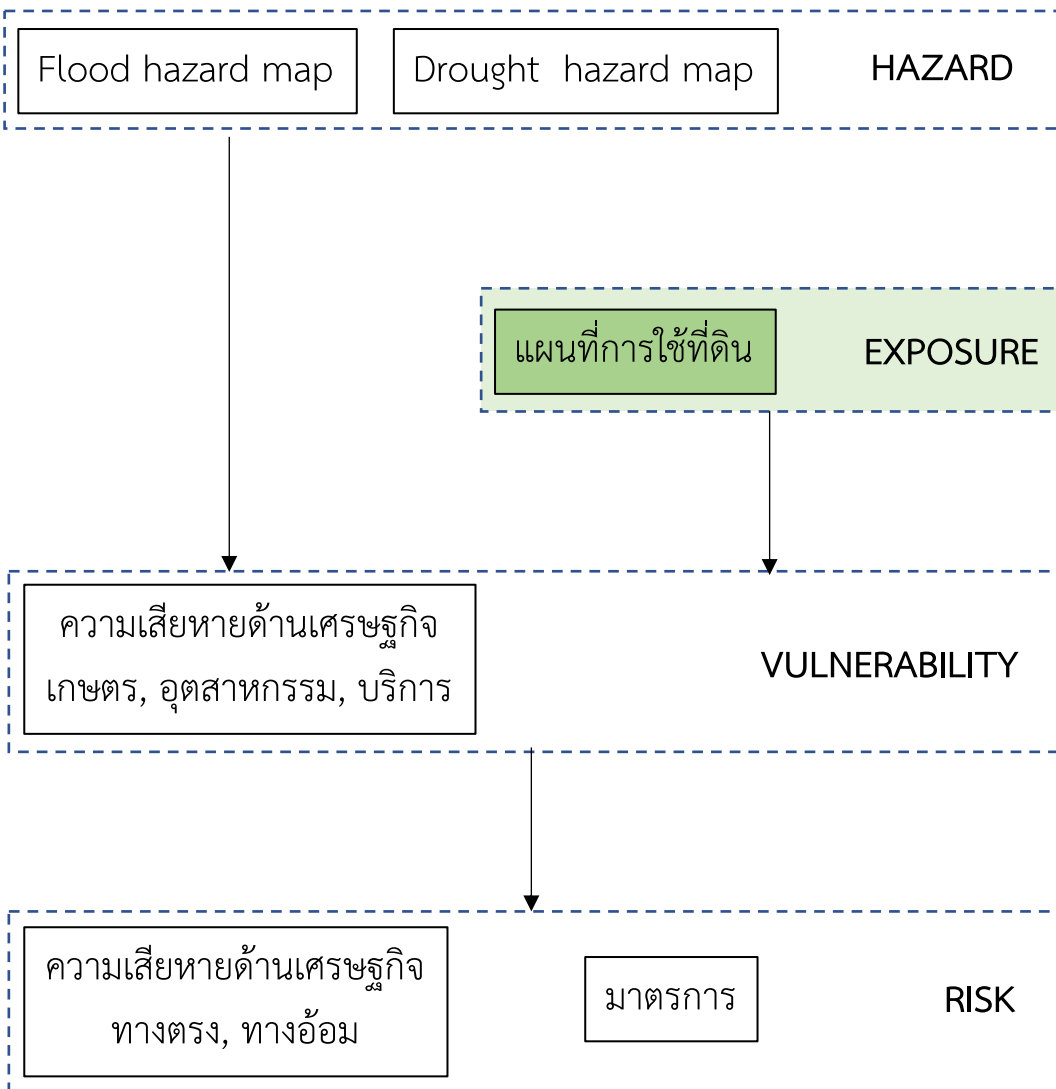 Flood hazard map
Drought hazard map
HAZARD
แผนที่การใช้ที่ดิน
EXPOSURE
ความเสียหายด้านเศรษฐกิจ
เกษตร, อุตสาหกรรม, บริการ
VULNERABILITY
ความเสียหายด้านเศรษฐกิจ
ทางตรง, ทางอ้อม
มาตรการ
RISK